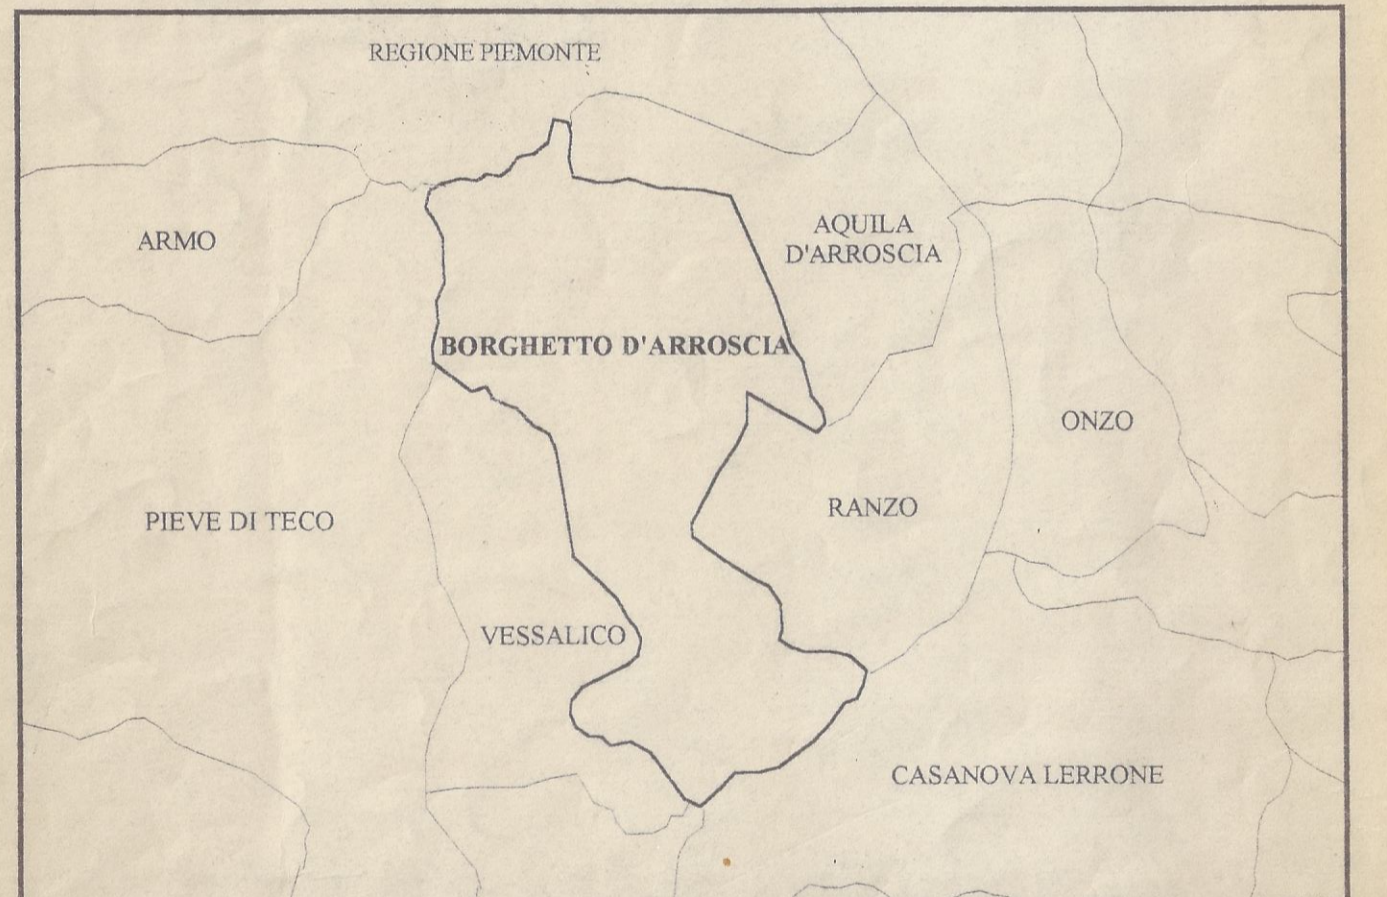 REGIONE PIEMONTE
ARMO
AQUILA
D'ARROSCIA
BORGHETTO D'ARROSCIA
ONZO
RANZO
PIEVE DI TECO
VESSALICO
CASANOVA LERRONE